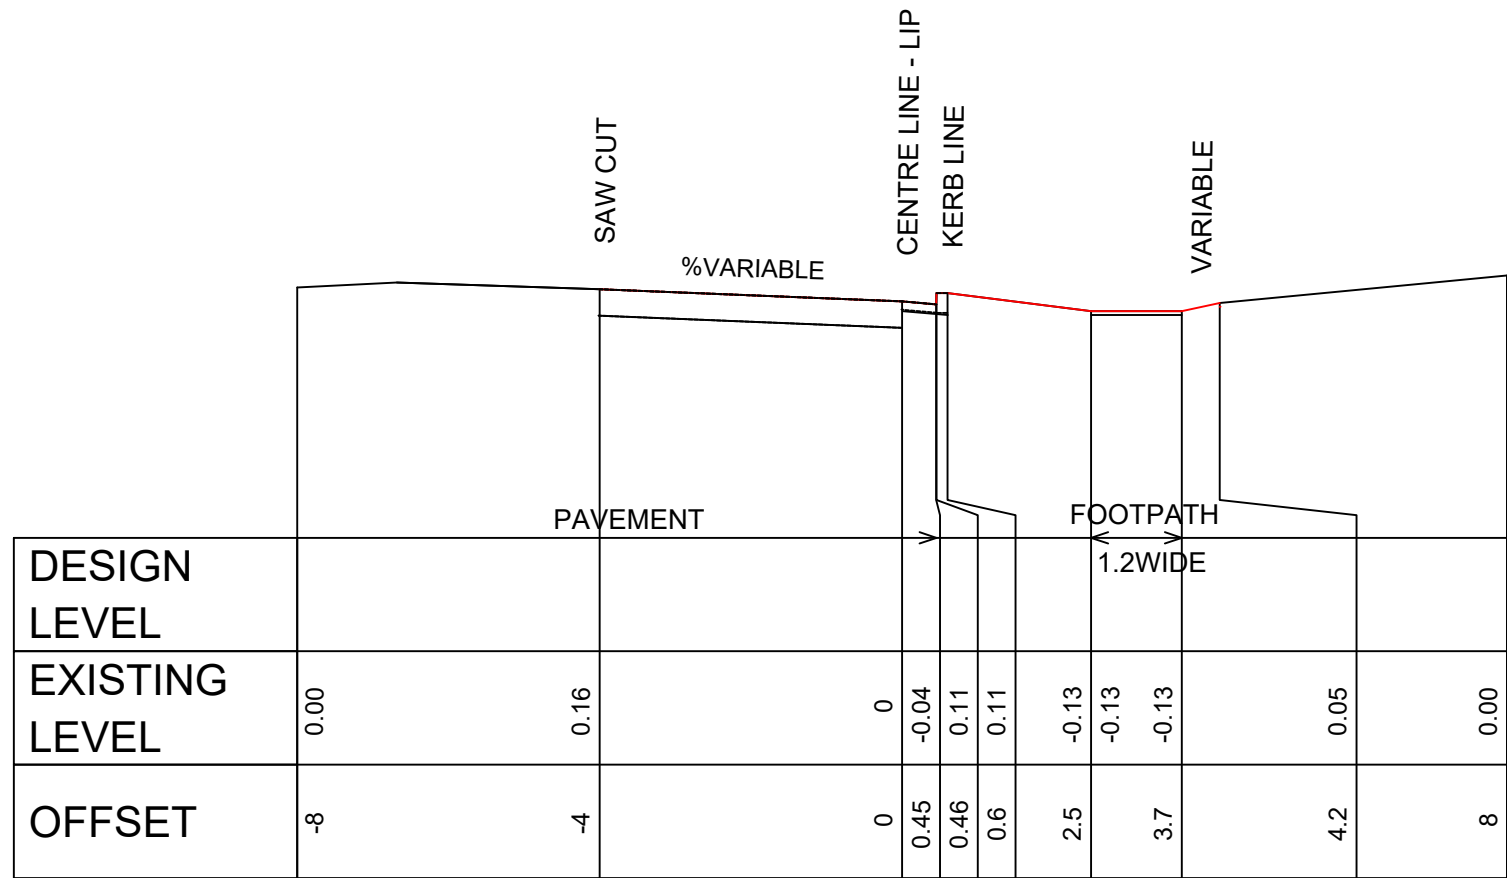 SAW CUT
CENTRE LINE - LIP
KERB LINE
VARIABLE
%VARIABLE
PAVEMENT
FOOTPATH
1.2WIDE
DESIGN
LEVEL
EXISTING
LEVEL
0.00 0.16 0 -0.04 0.11 0.11 -0.13 -0.13 -0.13 0.05 0.00
OFFSET -8 -4 0 0.45 0.46 0.6 2.5 3.7 4.2 8